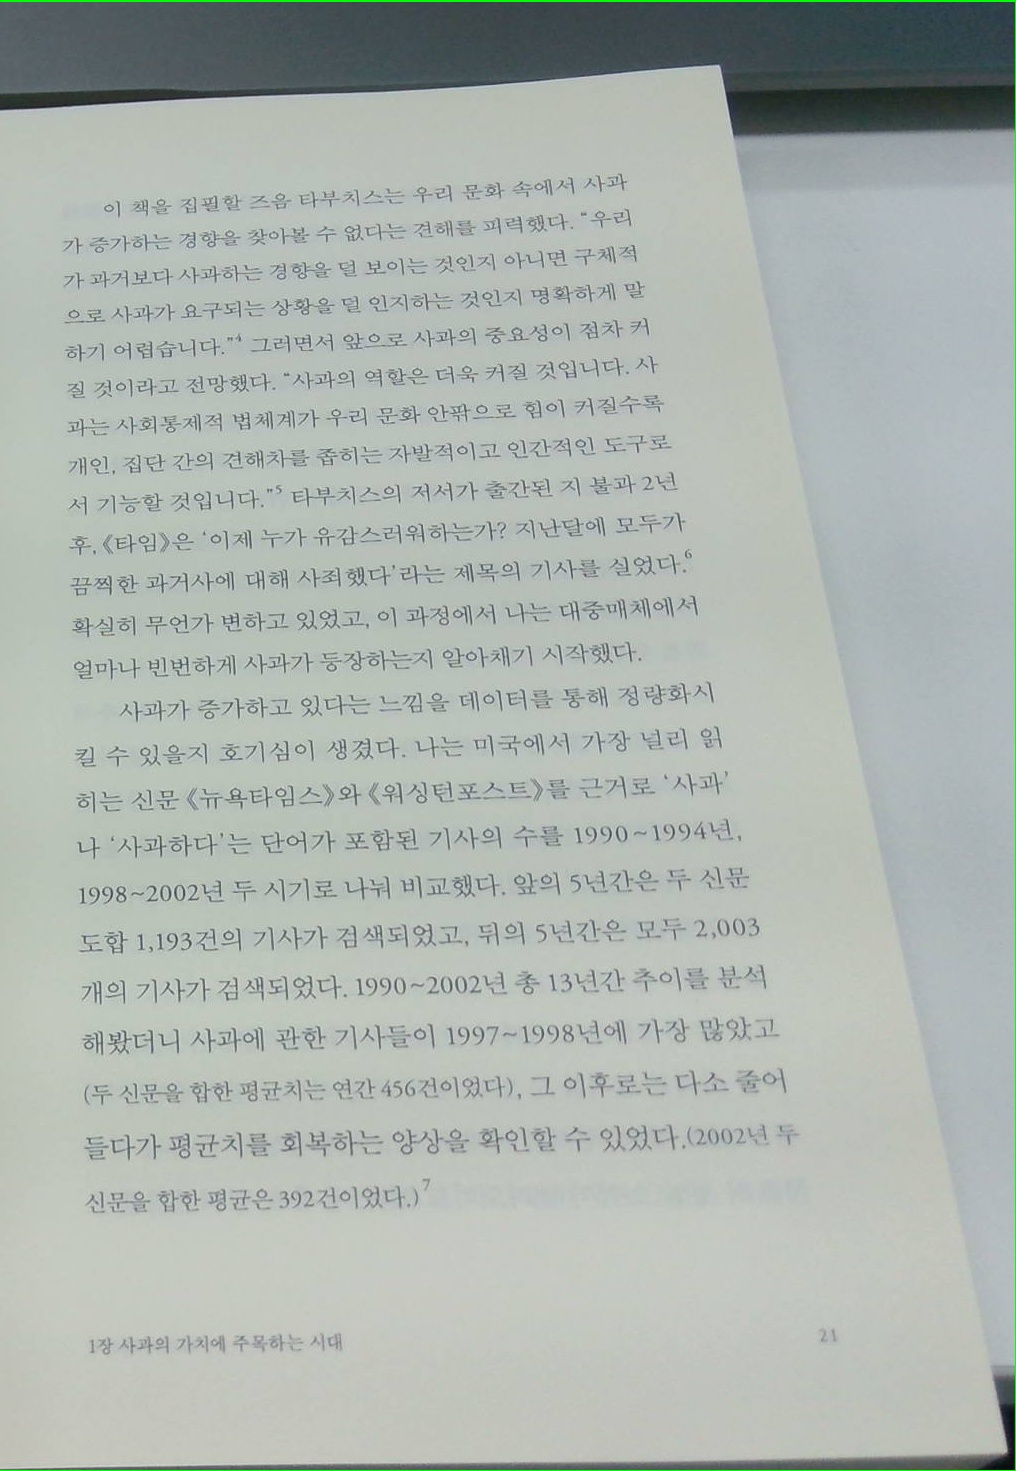 이 책을 집필할 즈음 타부치스는 우리 문화 속에서 사과
가 증가하는 경향을 찾아볼 수 없다는 견해를 피력했다. “우리
가 과거보다 사과하는 경향을 덜 보이는 것인지 아니면 구체적
으로 사과가 요구되는 상황을 덜 인지하는 것인지 명확하게 말
하기 어렵습니다.”4 그러면서 앞으로 사과의 중요성이 점차 커
질 것이라고 전망했다. “사과의 역할은 더욱 커질 것입니다. 사
과는 사회통제적 법체계가 우리 문화 안팎으로 힘이 커질수록
개인, 집단 간의 견해차를 좁히는 자발적이고 인간적인 도구로
서 기능할 것입니다.”5 타부치스의 저서가 출간된 지 불과 2년
후, 《타임》은 ‘이제 누가 유감스러워하는가? 지난달에 모두가
끔찍한 과거사에 대해 사죄했다’라는 제목의 기사를 실었다.6
확실히 무언가 변하고 있었고, 이 과정에서 나는 대중매체에서
얼마나 빈번하게 사과가 등장하는지 알아채기 시작했다.
사과가 증가하고 있다는 느낌을 데이터를 통해 정량화시
킬 수 있을지 호기심이 생겼다. 나는 미국에서 가장 널리 읽
히는 신문 《뉴욕타임스》와 《워싱턴포스트》를 근거로 ‘사과’
나 ‘사과하다’는 단어가 포함된 기사의 수를 1990~1994년,
1998~2002년 두 시기로 나눠 비교했다. 앞의 5년간은 두 신문
도합 1,193건의 기사가 검색되었고, 뒤의 5년간은 모두 2,003
개의 기사가 검색되었다. 1990~2002년 총 13년간 추이를 분석
해봤더니 사과에 관한 기사들이 1997~1998년에 가장 많았고
(두 신문을 합한 평균치는 연간 456건이었다), 그 이후로는 다소 줄어
들다가 평균치를 회복하는 양상을 확인할 수 있었다.(2002년 두
신문을 합한 평균은 392건이었다.)7
1장 사과의 가치에 주목하는 시대
21